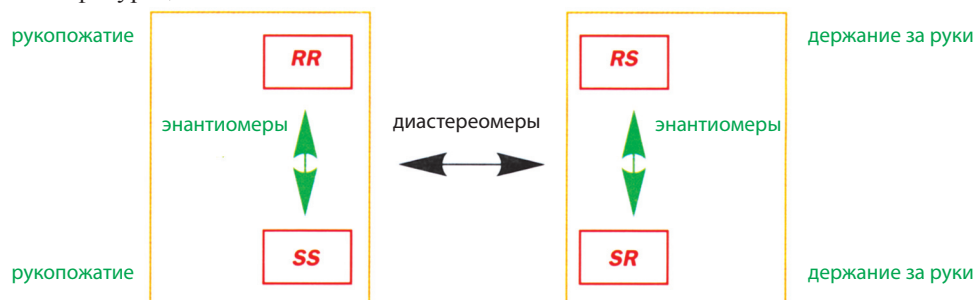 рукопожатие RR RS держание за руки
энантиомеры диастереомеры энантиомеры
рукопожатие SS SR держание за руки